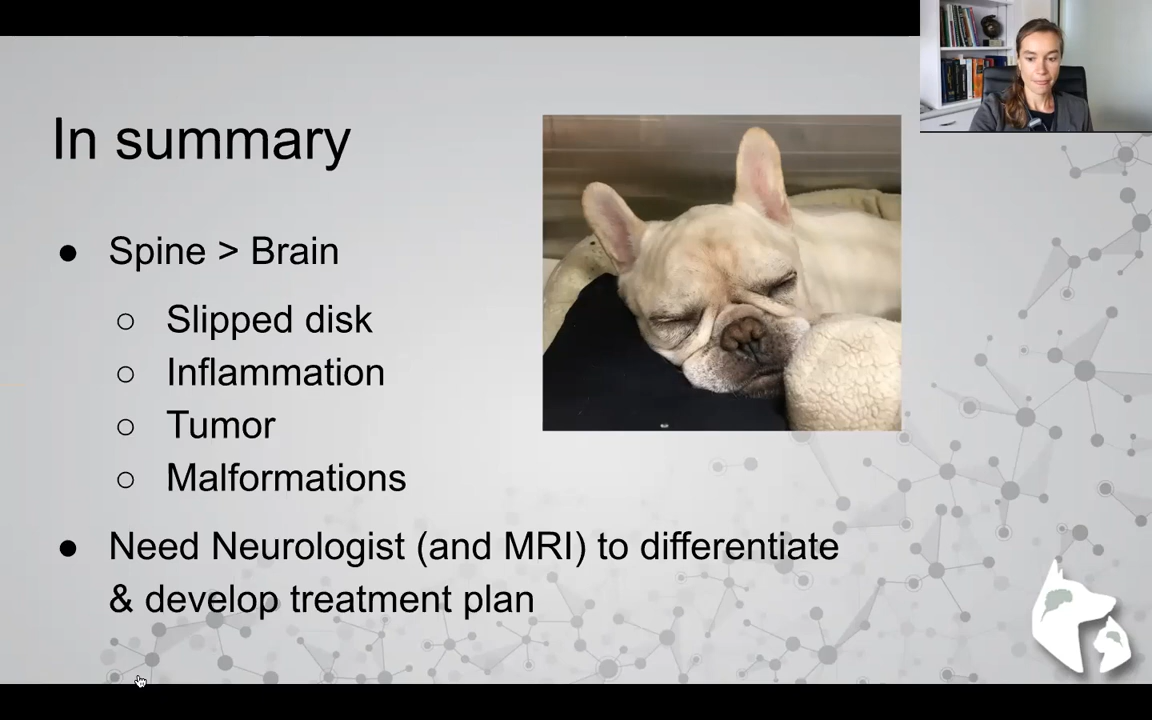 In summary
● Spine > Brain
○ Slipped disk
○ Inflammation
○ Tumor
○ Malformations
● Need Neurologist (and MRI) to differentiate
& develop treatment plan